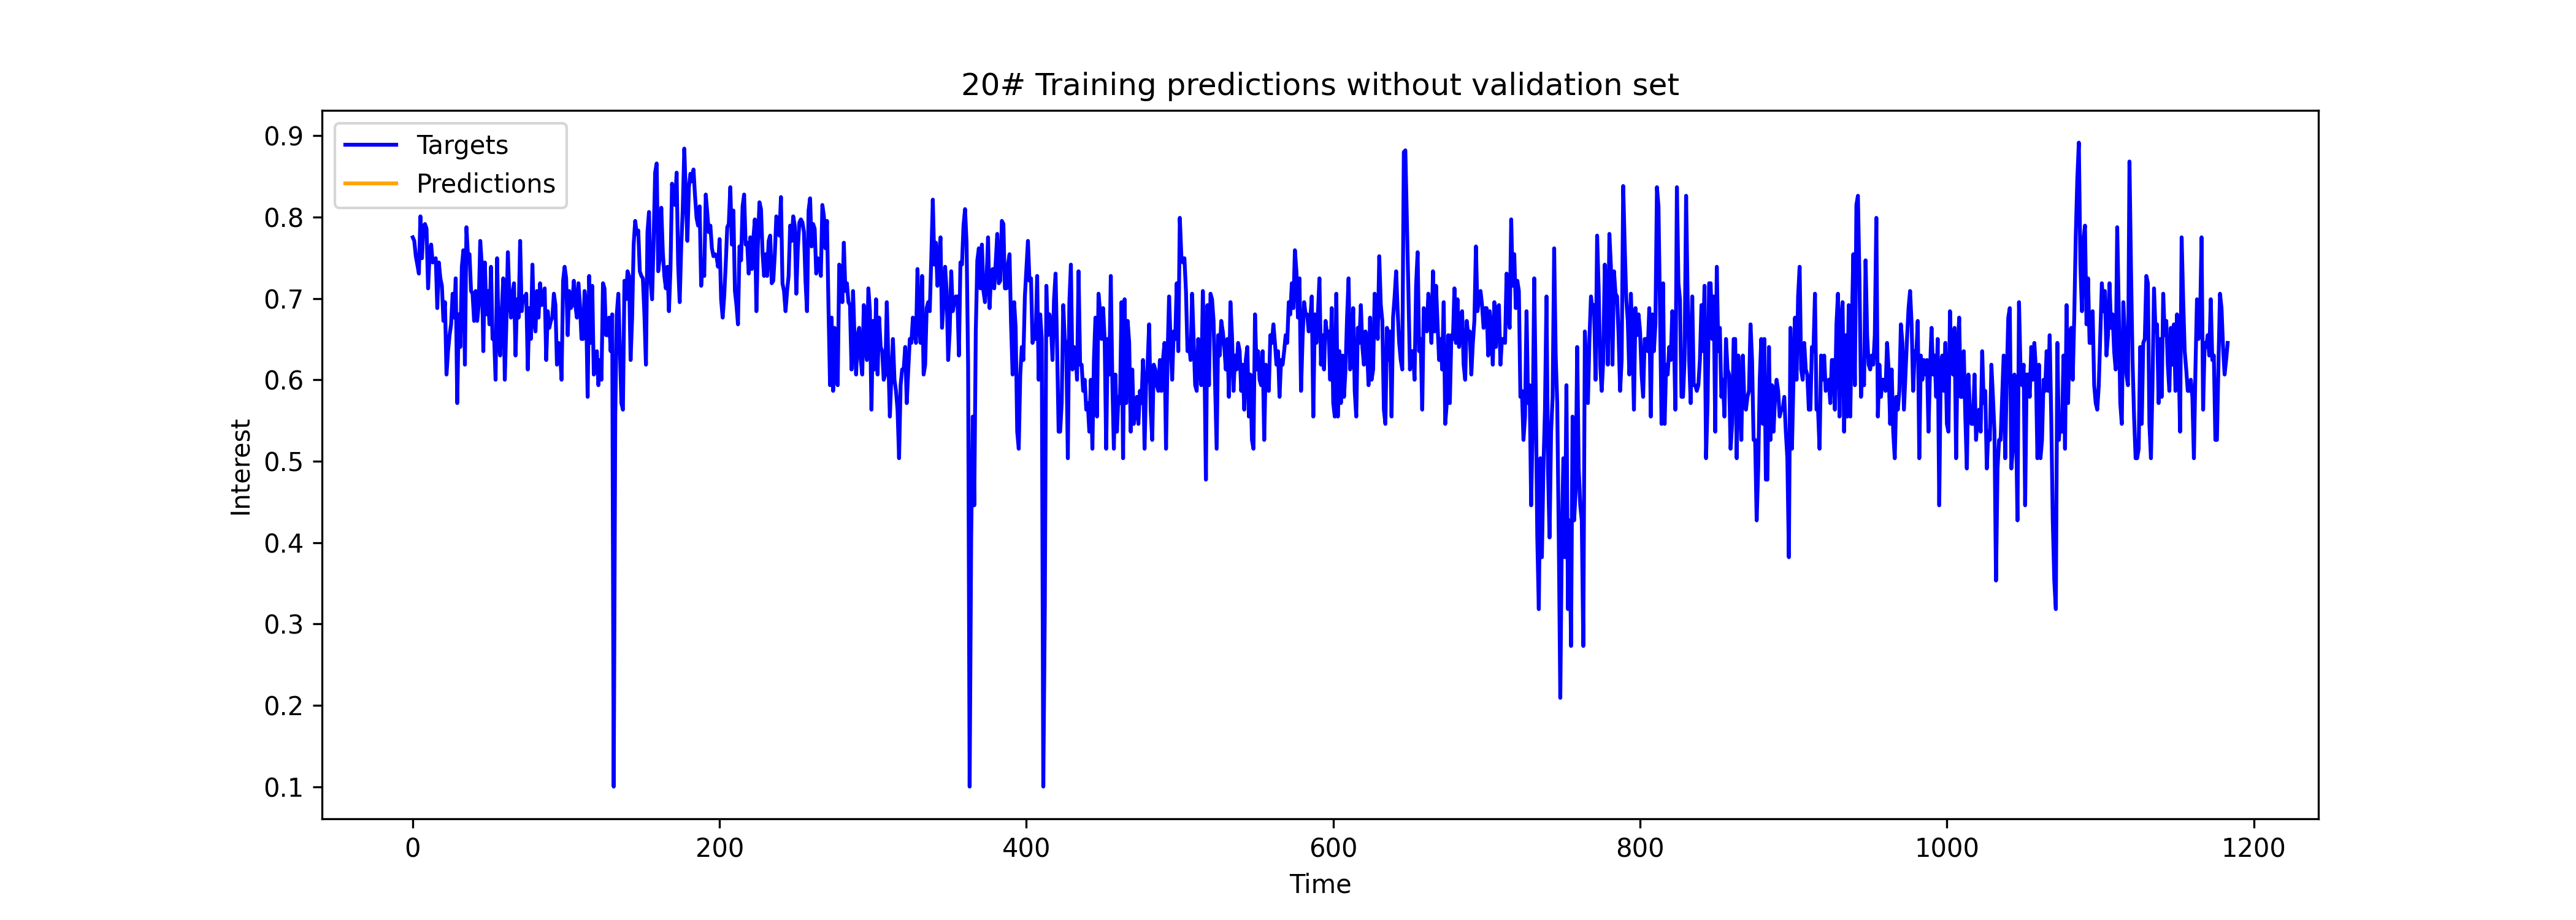 20# Training predictions without validation set
Targets
Predictions
Interest
0.9
0.8
0.7
0.6
0.5
0.4
0.3
0.2
0.1
0 200 400 600 800 1000 1200
Time